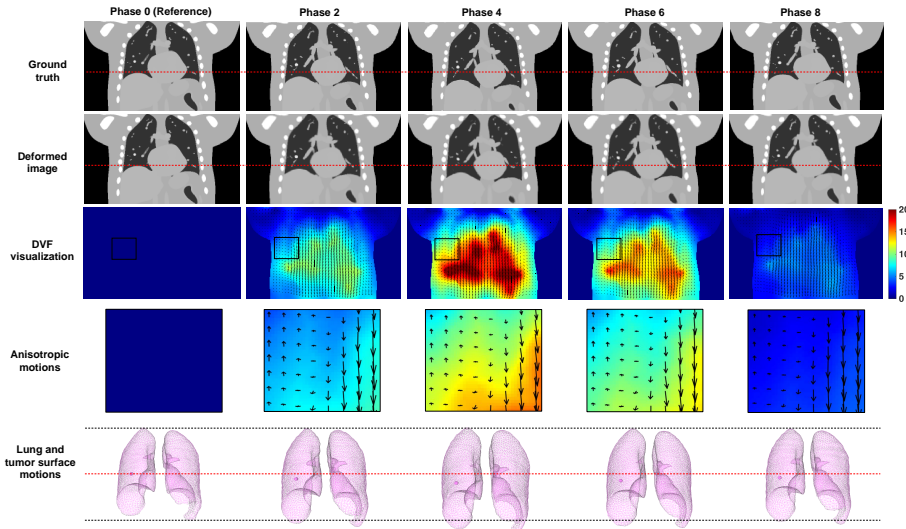 Phase 0 (Reference) Phase 2 Phase 4 Phase 6 Phase 8
Ground
truth
Deformed
image
DVF
visualization
20
15
10
5
0
Anisotropic
motions
Lung and
tumor surface
motions